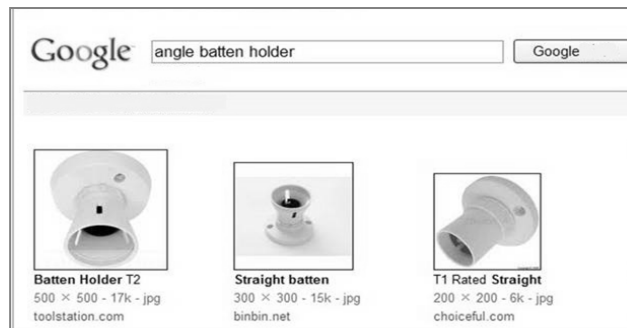 Google angle batten holder Google
Batten Holder T2
500 × 500 - 17k - jpg
toolstation.com
Straight batten
300 × 300 - 15k - jpg
binbin.net
T1 Rated Straight
200 × 200 - 6k - jpg
choiceful.com